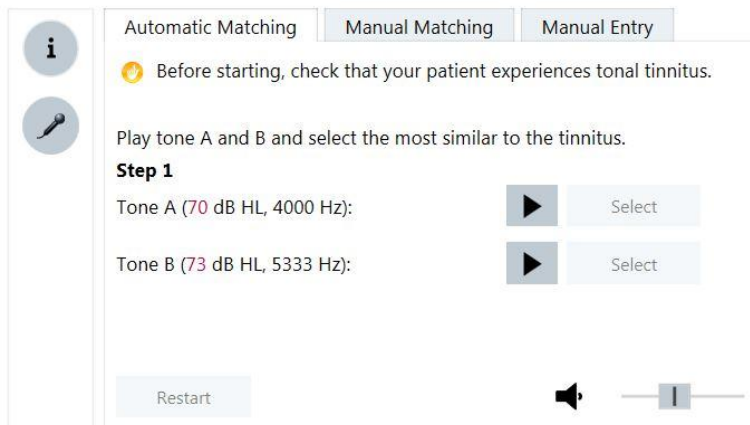 Automatic Matching
Manual Matching
Manual Entry
i
Before starting, check that your patient experiences tonal tinnitus.
Play tone A and B and select the most similar to the tinnitus.
Step 1
Tone A (70 dB HL, 4000 Hz):
Select
Tone B (73 dB HL, 5333 Hz):
Select
Restart